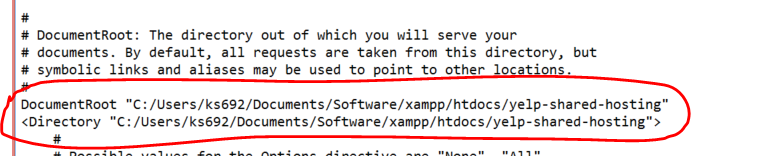 #
# DocumentRoot: The directory out of which you will serve your
# documents. By default, all requests are taken from this directory, but
# symbolic links and aliases may be used to point to other locations.
#
DocumentRoot "C:/Users/ks692/Documents/Software/xampp/htdocs/yelp-shared-hosting"
<Directory "C:/Users/ks692/Documents/Software/xampp/htdocs/yelp-shared-hosting">
#
# Possible values for the Options directive are "None", "All",